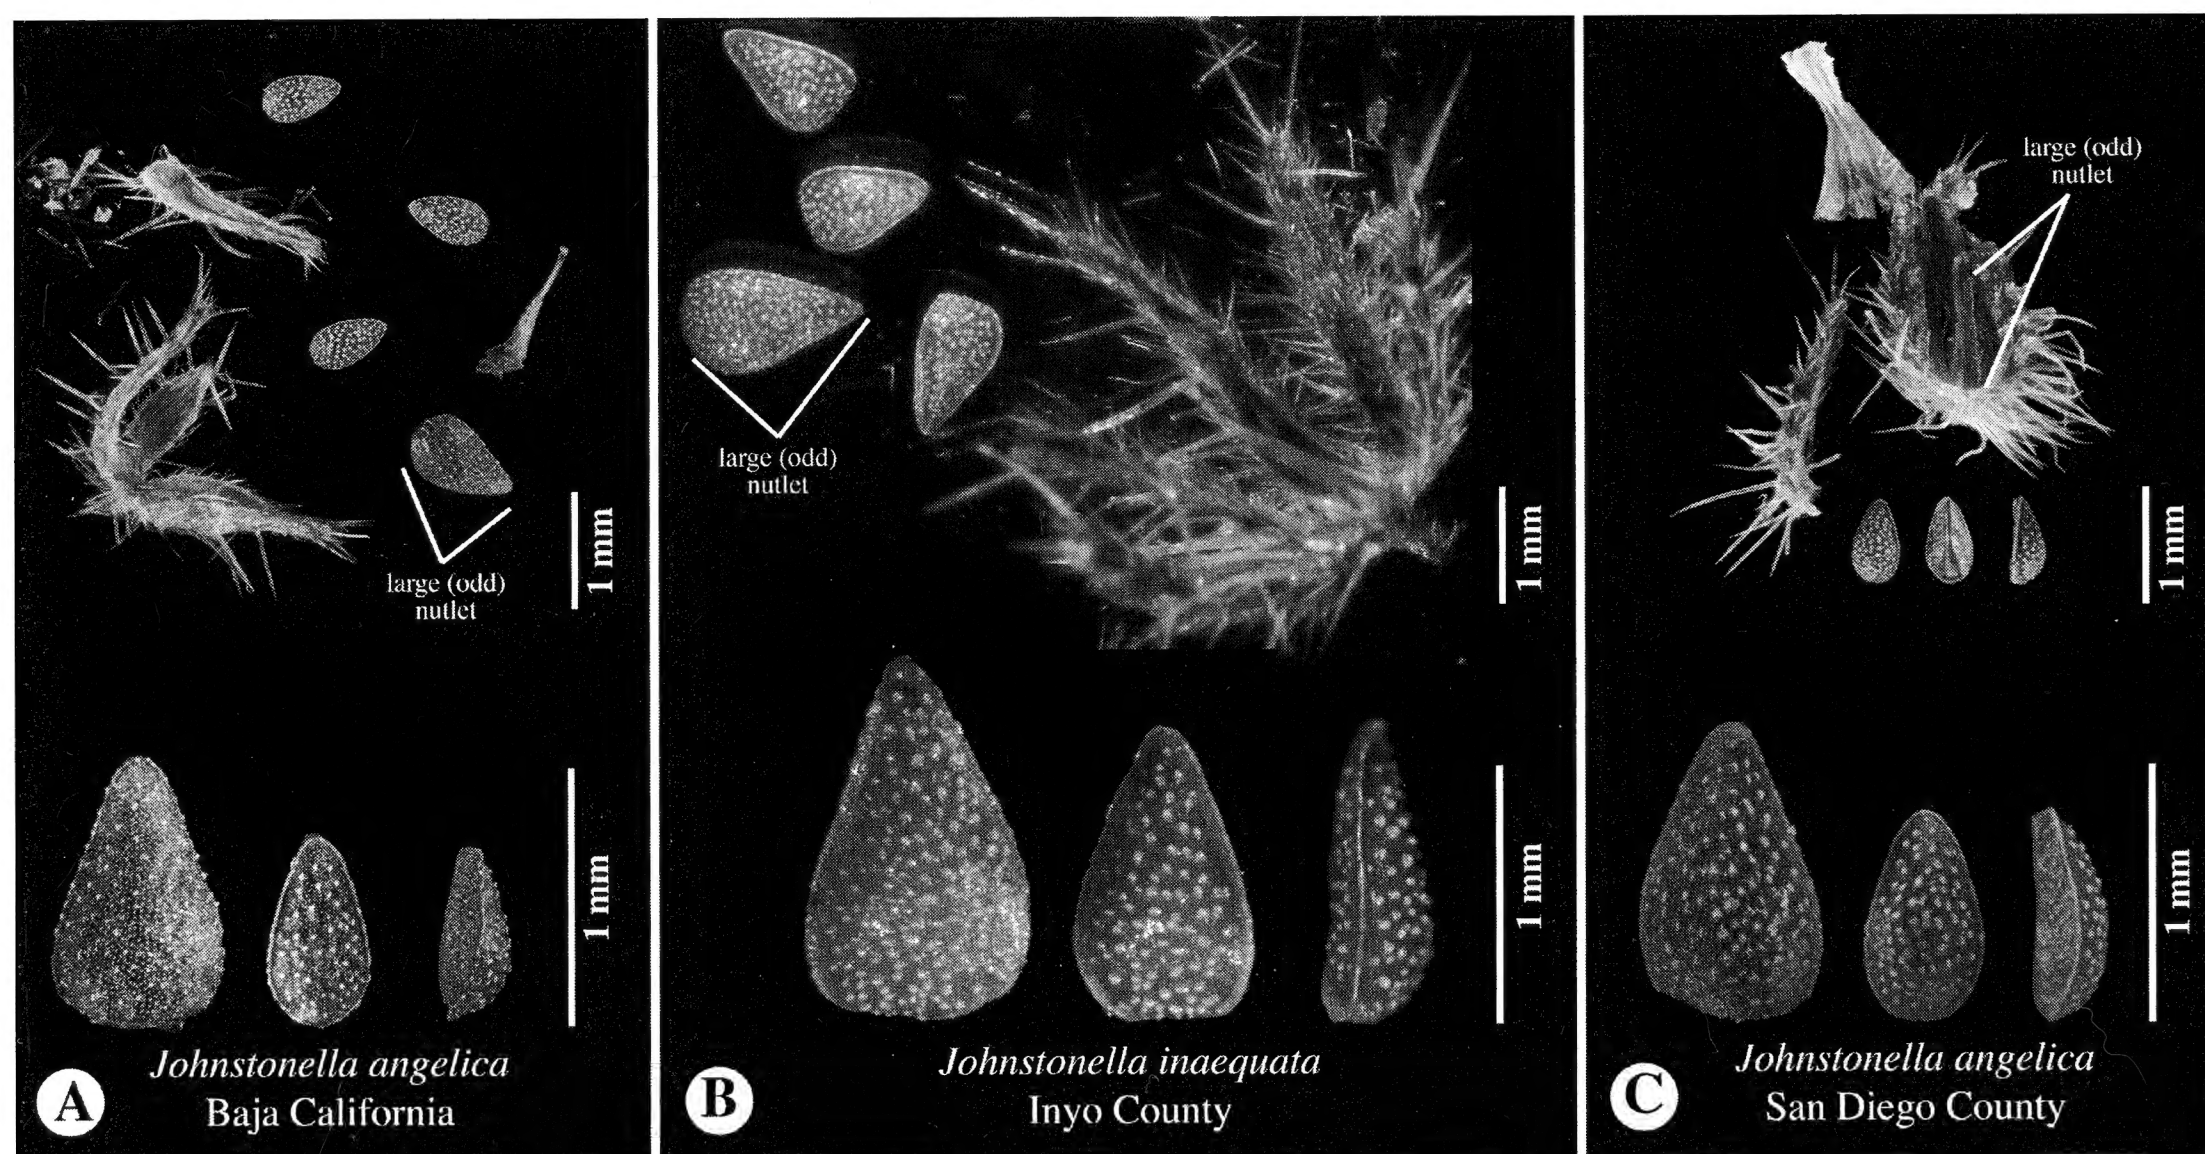 large (odd)
nutlet
1 mm
1 mm
A
Johnstonella angelica
Baja California
large (odd)
nutlet
1 mm
1 mm
B
Johnstonella inaequata
Inyo County
large (odd)
nutlet
1 mm
1 mm
C
Johnstonella angelica
San Diego County